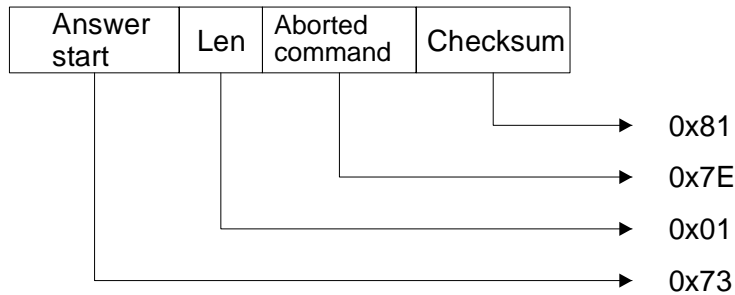 Answer
start
Len
Aborted
command
Checksum
0x81
0x7E
0x01
0x73